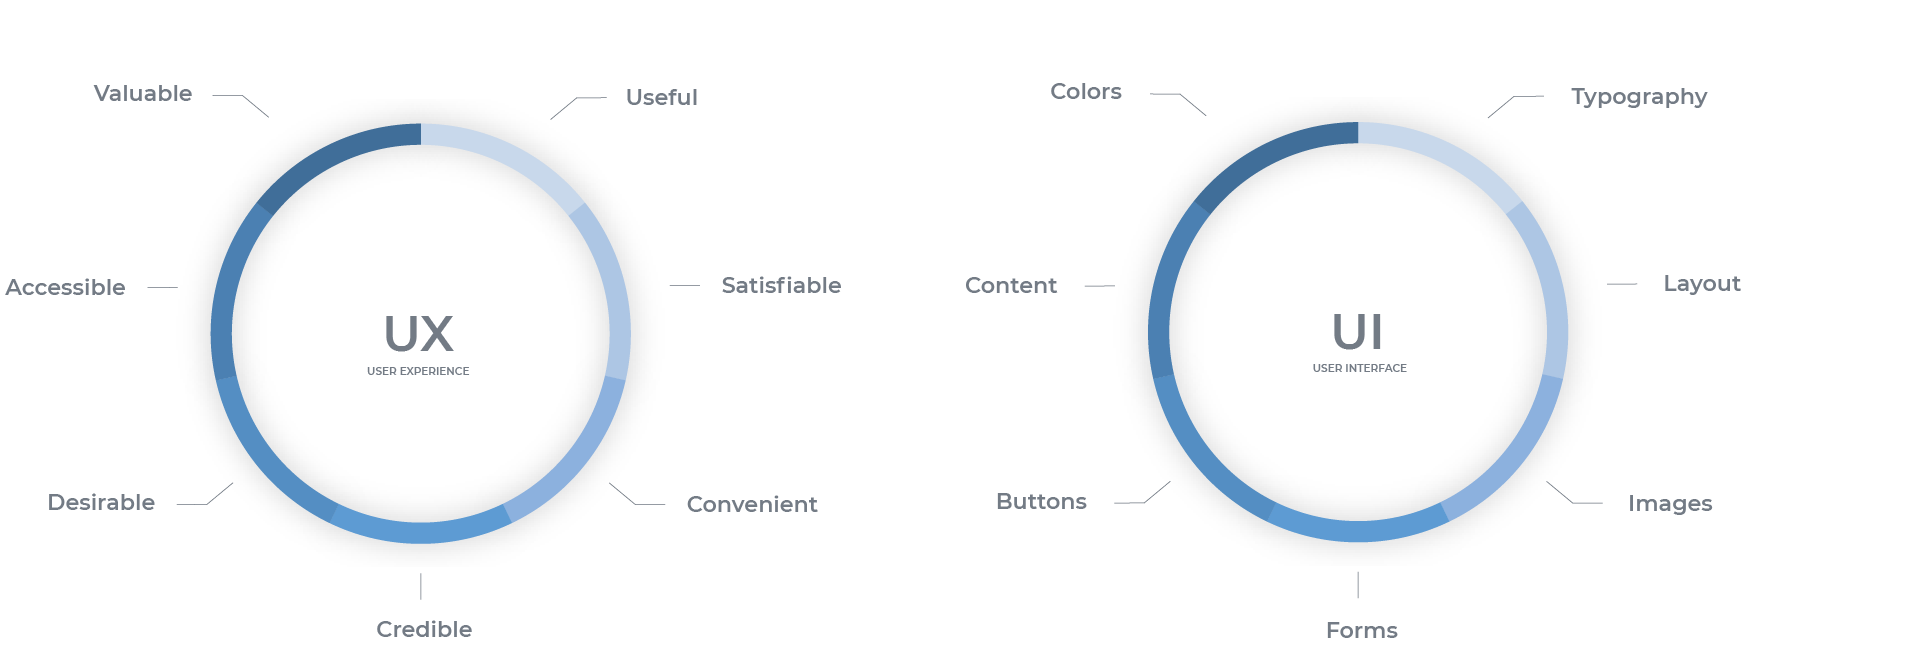 Valuable
Useful
Accessible
Satisfiable
UX
USER EXPERIENCE
Desirable
Convenient
Credible
Colors
Typography
Content
Layout
UI
USER INTERFACE
Buttons
Images
Forms